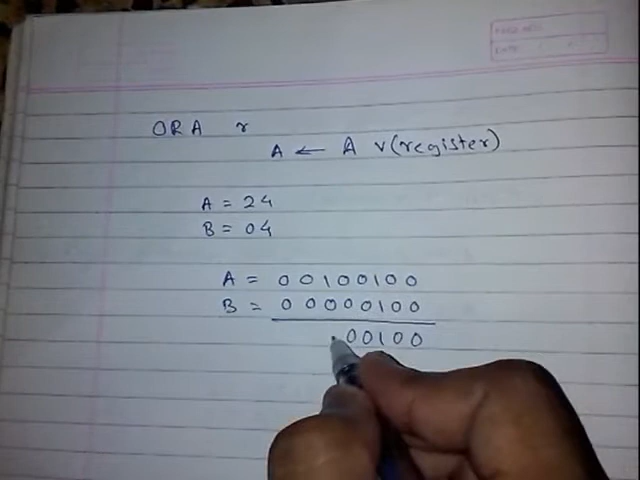 ORA r
A ← A v (register)
A = 24
B = 04
A = 00100100
B = 00000100
00100